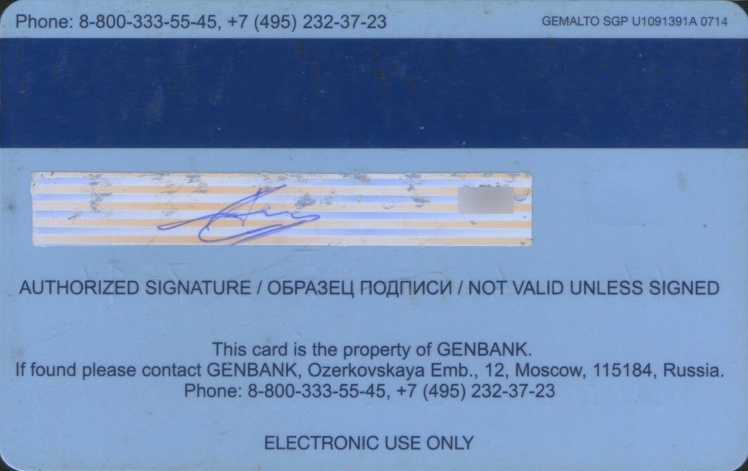 Phone: 8-800-333-55-45, +7 (495) 232-37-23
GEMALTO SGP U1091391A 0714
AUTHORIZED SIGNATURE / ОБРАЗЕЦ ПОДПИСИ / NOT VALID UNLESS SIGNED
This card is the property of GENBANK.
If found please contact GENBANK, Ozerkovskaya Emb., 12, Moscow, 115184, Russia.
Phone: 8-800-333-55-45, +7 (495) 232-37-23
ELECTRONIC USE ONLY